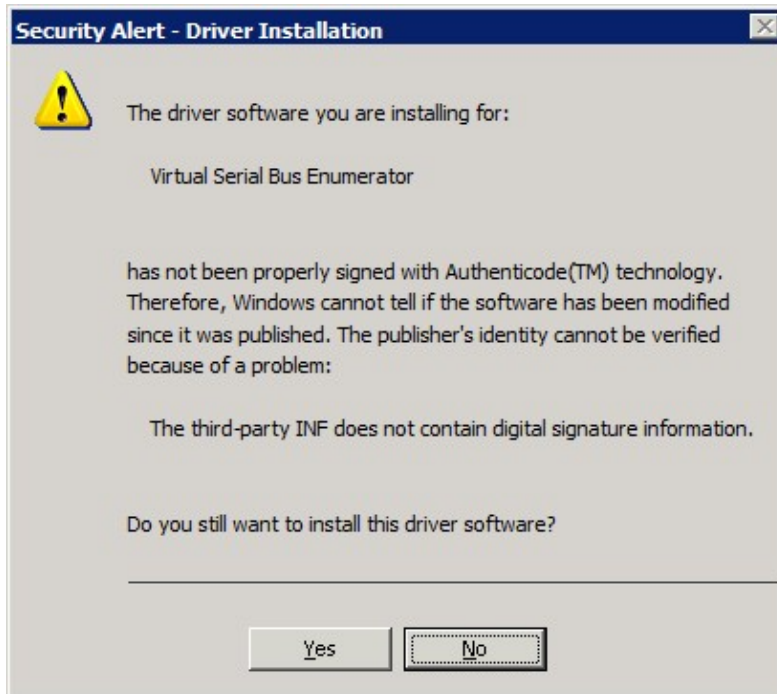 Security Alert - Driver Installation
The driver software you are installing for:
Virtual Serial Bus Enumerator
has not been properly signed with Authenticode(TM) technology.
Therefore, Windows cannot tell if the software has been modified
since it was published. The publisher's identity cannot be verified
because of a problem:
The third-party INF does not contain digital signature information.
Do you still want to install this driver software?
Yes No